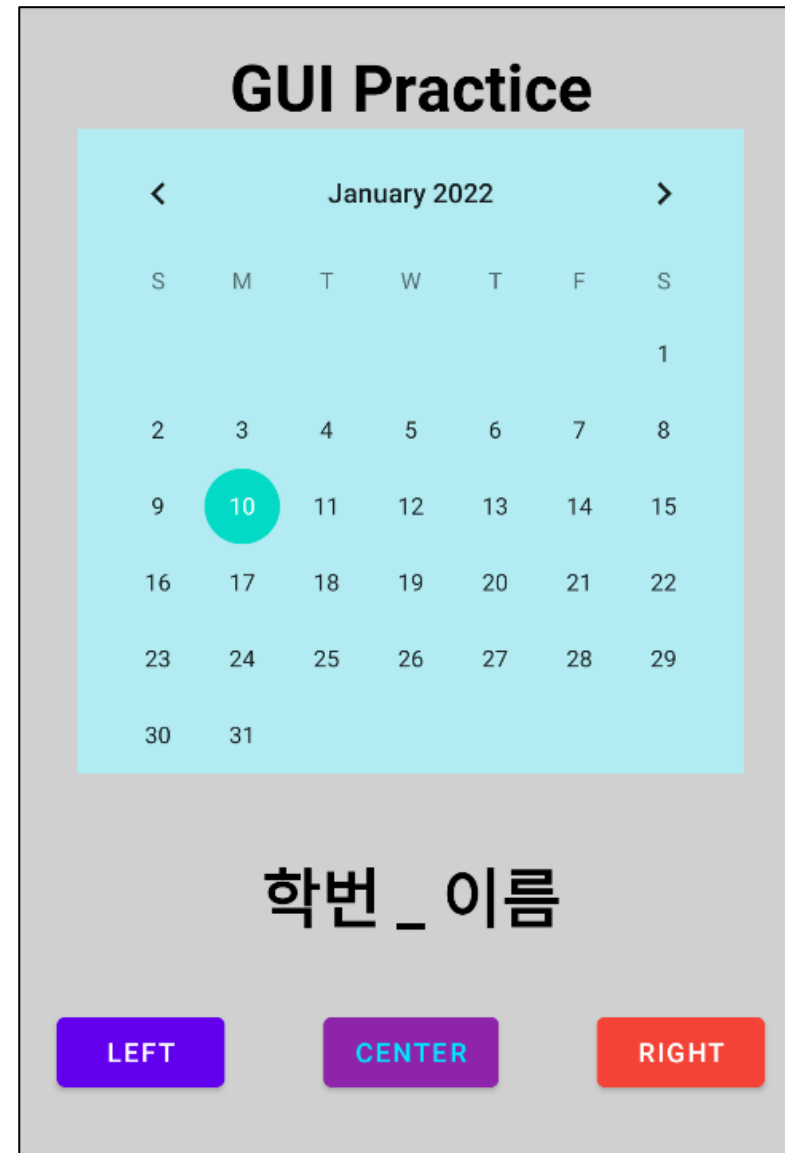 GUI Practice
January 2022
S M T W T F S
1
2 3 4 5 6 7 8
9 10 11 12 13 14 15
16 17 18 19 20 21 22
23 24 25 26 27 28 29
30 31
학번 _ 이름
LEFT CENTER RIGHT